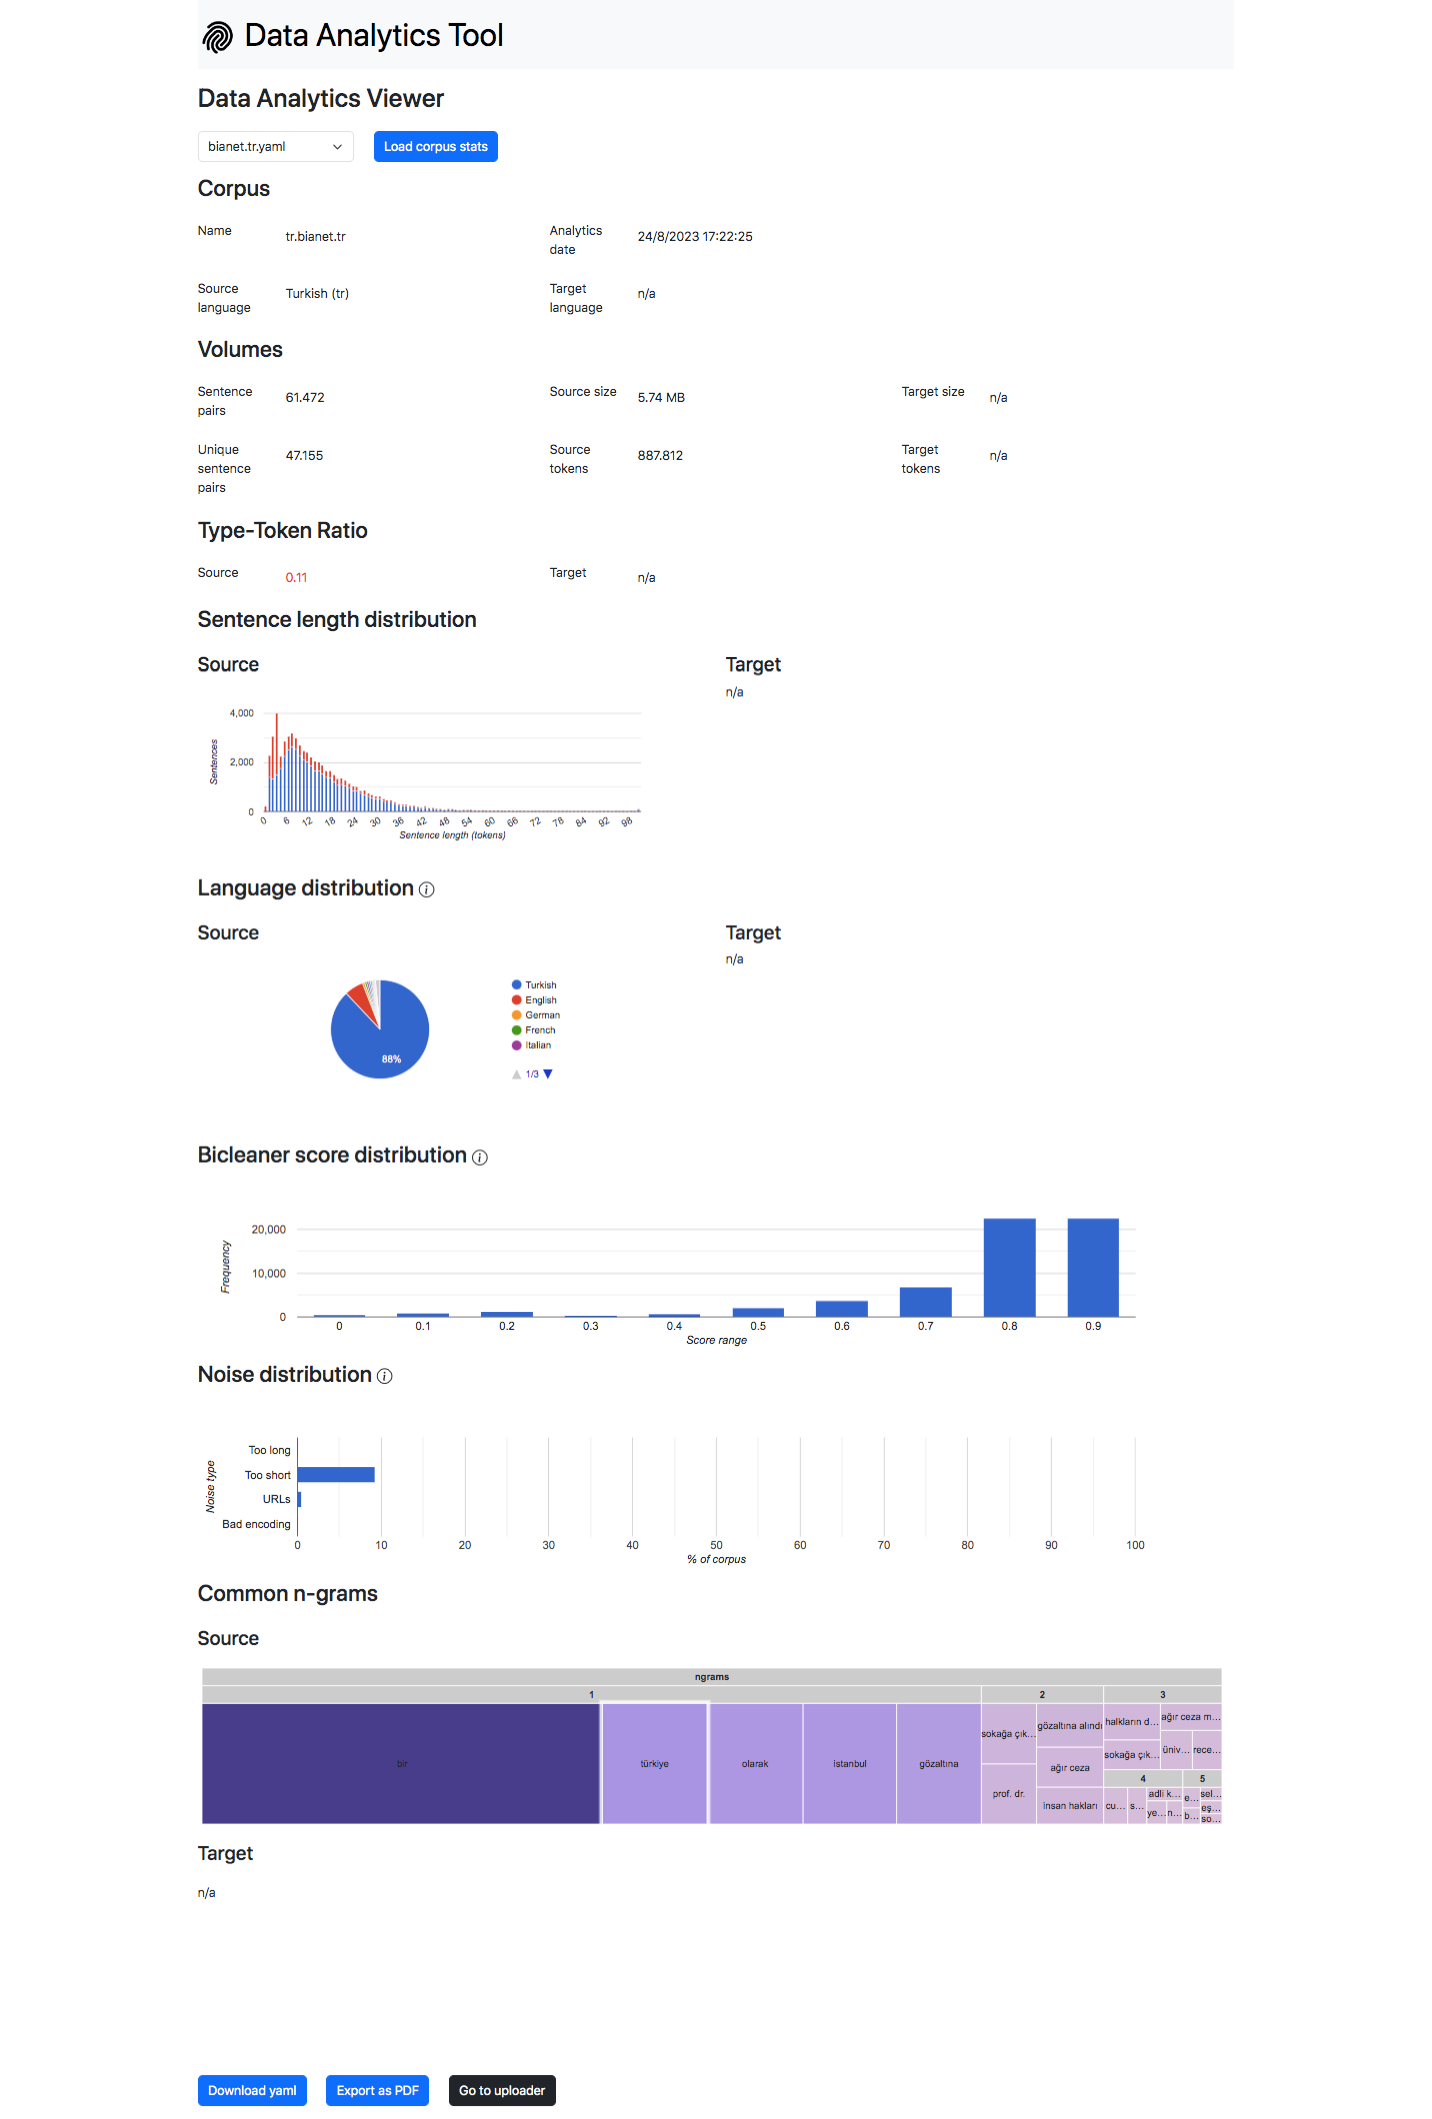 Data Analytics Tool
Data Analytics Viewer
bianet.tr.yaml
Load corpus stats
Corpus
Name
tr.bianet.tr
Analytics date
24/8/2023 17:22:25
Source language
Turkish (tr)
Target language
n/a
Volumes
Sentence pairs
61.472
Source size
5.74 MB
Target size
n/a
Unique sentence pairs
47.155
Source tokens
887.812
Target tokens
n/a
Type-Token Ratio
Source
0.11
Target
n/a
Sentence length distribution
Source
Target
n/a
Sentences
4,000
2,000
0
0 6 12 18 24 30 36 42 48 54 60 66 72 78 84 92 98
Sentence length (tokens)
Language distribution
Source
Target
n/a
88%
Turkish
English
German
French
Italian
1/3
Bicleaner score distribution
Frequency
20,000
10,000
0
0 0.1 0.2 0.3 0.4 0.5 0.6 0.7 0.8 0.9
Score range
Noise distribution
Noise type
Too long
Too short
URLs
Bad encoding
0 10 20 30 40 50 60 70 80 90 100
% of corpus
Common n-grams
Source
ngrams
1
2
3
bir
türkiye
olarak
istanbul
gözaltına
sokağa çık...
prof. dr.
gözaltına alındı
ağır ceza
insan hakları
halkların d...
sokağa çık...
ağır ceza m...
üniv...
rece...
4
5
cu...
s...
adli k...
ye...
n...
e...
b...
sel...
eş...
so...
Target
n/a
Download yaml
Export as PDF
Go to uploader